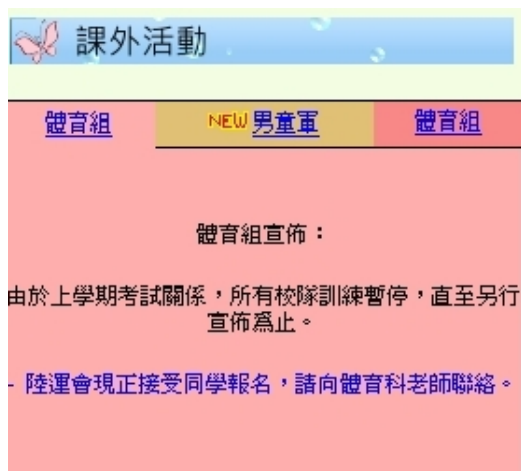 課外活動
體育組 NEW 男童軍 體育組
體育組宣佈：
由於上學期考試關係，所有校隊訓練暫停，直至另行
宣佈爲止。
- 陸運會現正接受同學報名，請向體育科老師聯絡。